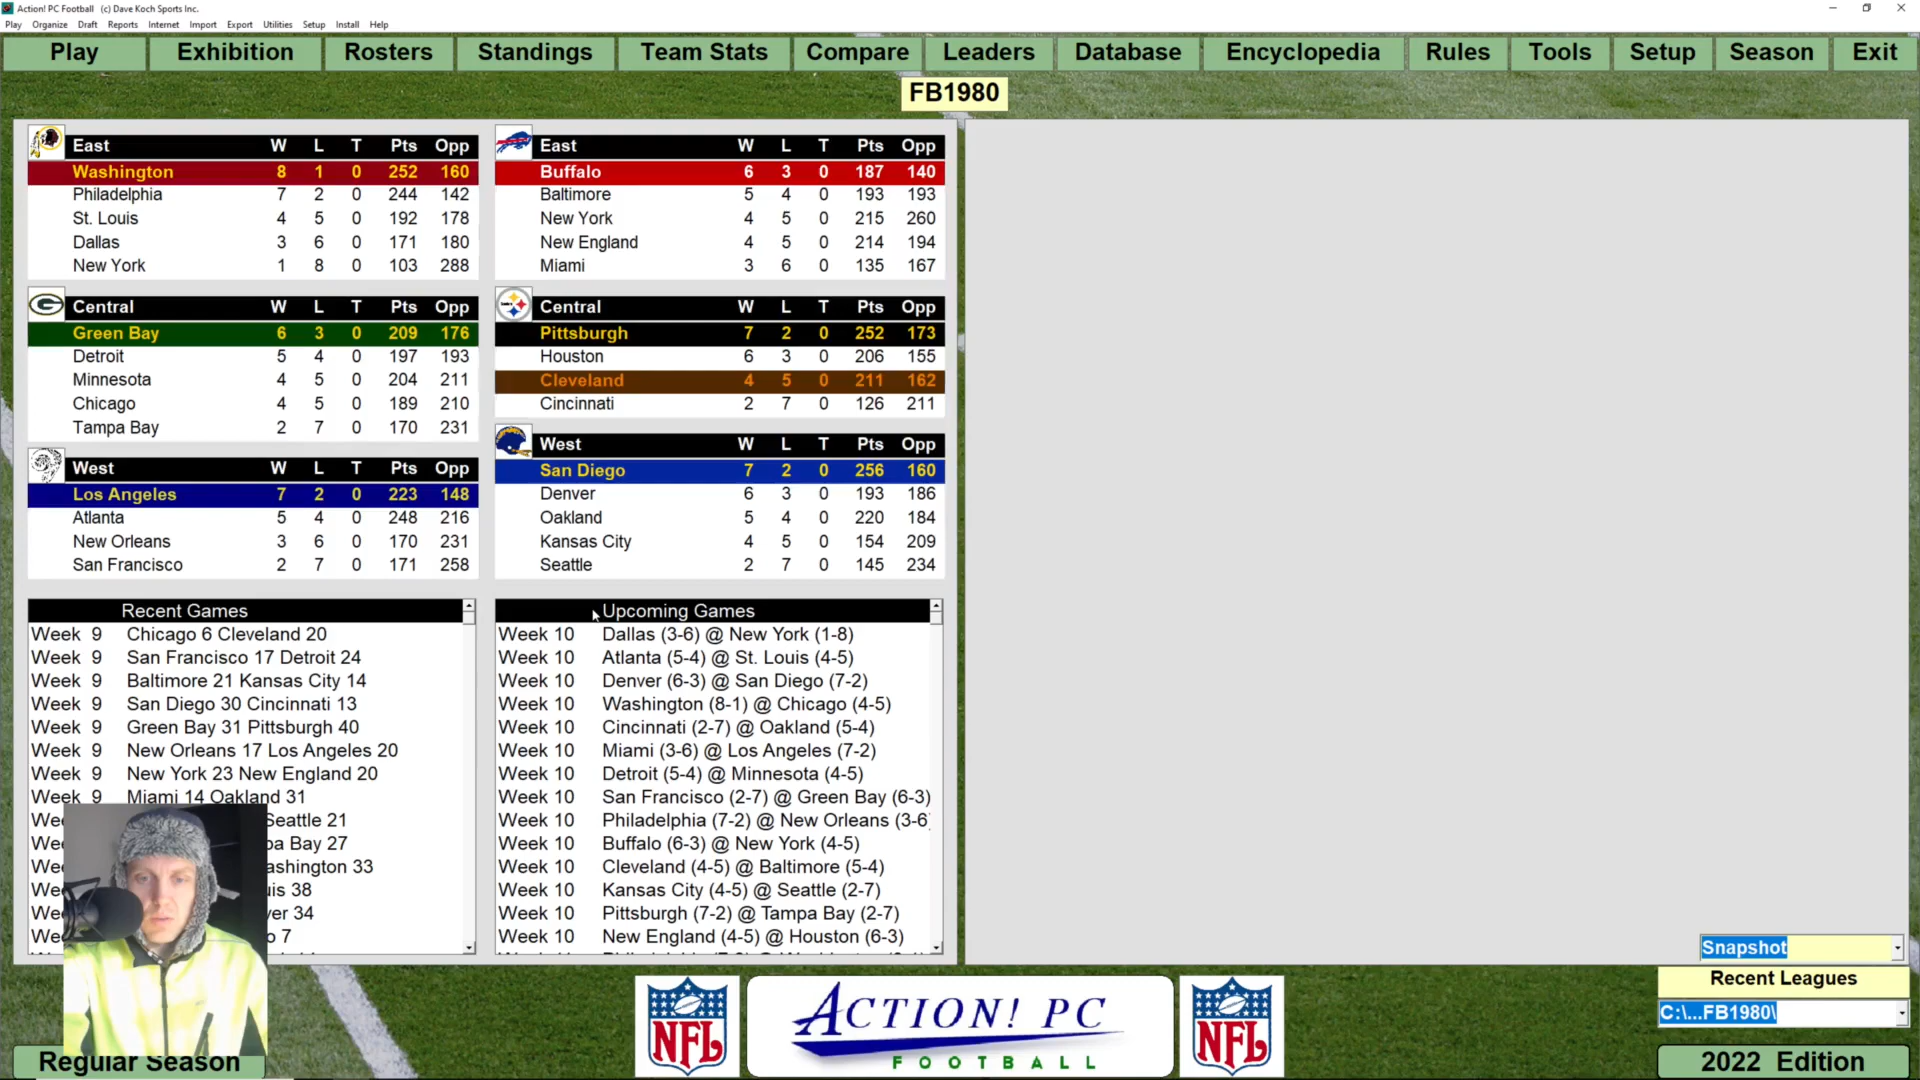 Action! PC Football (c) Dave Koch Sports Inc.
Play Organize Draft Reports Internet Import Export Utilities Setup Install Help
Play Exhibition Rosters Standings Team Stats Compare Leaders Database Encyclopedia Rules Tools Setup Season Exit
FB1980
East W L T Pts Opp
Washington 8 1 0 252 160
Philadelphia 7 2 0 244 142
St. Louis 4 5 0 192 178
Dallas 3 6 0 171 180
New York 1 8 0 103 288
Central W L T Pts Opp
Green Bay 6 3 0 209 176
Detroit 5 4 0 197 193
Minnesota 4 5 0 204 211
Chicago 4 5 0 189 210
Tampa Bay 2 7 0 170 231
West W L T Pts Opp
Los Angeles 7 2 0 223 148
Atlanta 5 4 0 248 216
New Orleans 3 6 0 170 231
San Francisco 2 7 0 171 258
East W L T Pts Opp
Buffalo 6 3 0 187 140
Baltimore 5 4 0 193 193
New York 4 5 0 215 260
New England 4 5 0 214 194
Miami 3 6 0 135 167
Central W L T Pts Opp
Pittsburgh 7 2 0 252 173
Houston 6 3 0 206 155
Cleveland 4 5 0 211 162
Cincinnati 2 7 0 126 211
West W L T Pts Opp
San Diego 7 2 0 256 160
Denver 6 3 0 193 186
Oakland 5 4 0 220 184
Kansas City 4 5 0 154 209
Seattle 2 7 0 145 234
Recent Games
Week 9 Chicago 6 Cleveland 20
Week 9 San Francisco 17 Detroit 24
Week 9 Baltimore 21 Kansas City 14
Week 9 San Diego 30 Cincinnati 13
Week 9 Green Bay 31 Pittsburgh 40
Week 9 New Orleans 17 Los Angeles 20
Week 9 New York 23 New England 20
Week 9 Miami 14 Oakland 31
Seattle 21
Bay 27
33
38
34
7
Upcoming Games
Week 10 Dallas (3-6) @ New York (1-8)
Week 10 Atlanta (5-4) @ St. Louis (4-5)
Week 10 Denver (6-3) @ San Diego (7-2)
Week 10 Washington (8-1) @ Chicago (4-5)
Week 10 Cincinnati (2-7) @ Oakland (5-4)
Week 10 Miami (3-6) @ Los Angeles (7-2)
Week 10 Detroit (5-4) @ Minnesota (4-5)
Week 10 San Francisco (2-7) @ Green Bay (6-3)
Week 10 Philadelphia (7-2) @ New Orleans (3-6
Week 10 Buffalo (6-3) @ New York (4-5)
Week 10 Cleveland (4-5) @ Baltimore (5-4)
Week 10 Kansas City (4-5) @ Seattle (2-7)
Week 10 Pittsburgh (7-2) @ Tampa Bay (2-7)
Week 10 New England (4-5) @ Houston (6-3)
Snapshot
Recent Leagues
C:\...FB1980\
Regular Season
NFL
ACTION! PC
FOOTBALL
NFL
2022 Edition